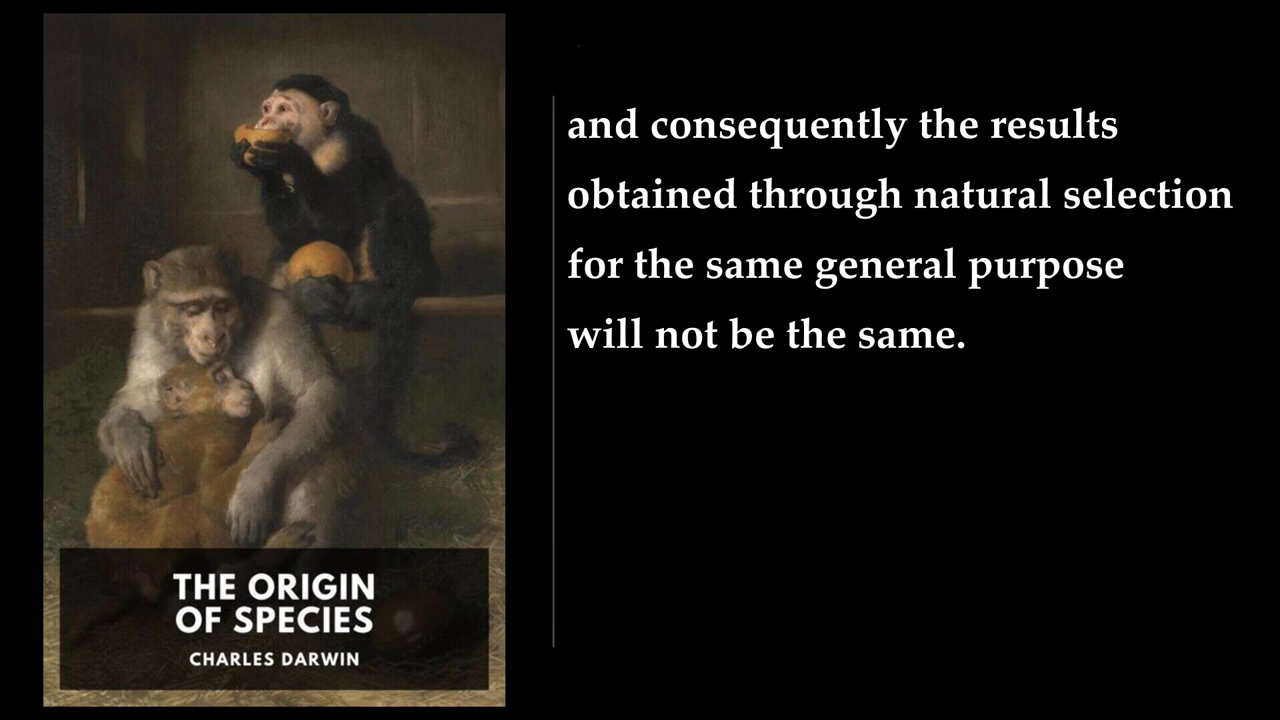 and consequently the results
obtained through natural selection
for the same general purpose
will not be the same.
THE ORIGIN
OF SPECIES
CHARLES DARWIN